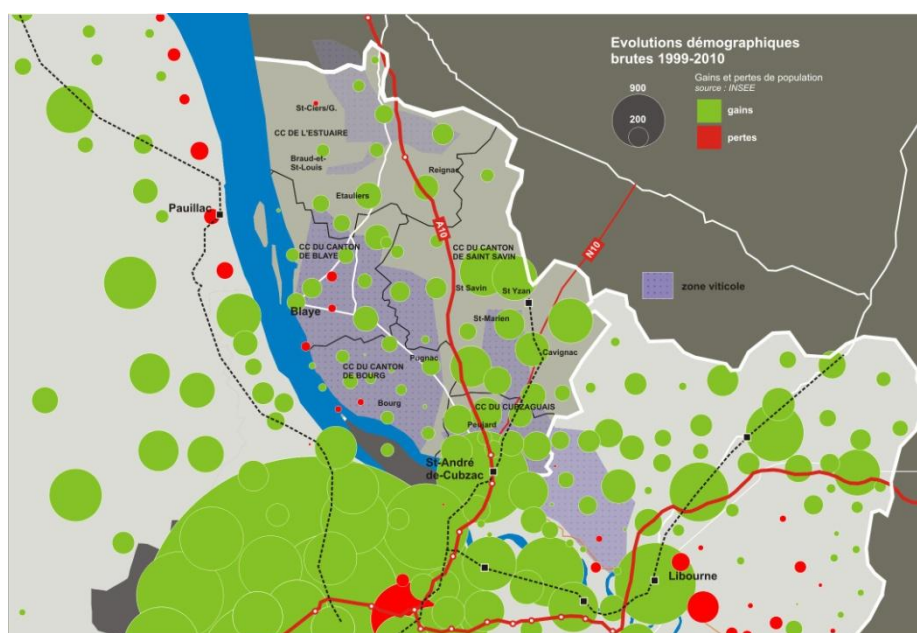 Evolutions démographiques
brutes 1999-2010
Gains et pertes de population
source : INSEE
900
200
gains
pertes
zone viticole
St-Ciers/G.
CC DE L'ESTUAIRE
Braud-et-
St-Louis
Reignac
Etauliers
Pauillac
A10
N10
CC DU CANTON
DE BLAYE
CC DU CANTON
DE SAINT SAVIN
St Savin
St Yzan
Blaye
St-Marien
Cavignac
Pugnac
CC DU CANTON
DE BOURG
Bourg
CC DU CUBZAGUAIS
Peujard
St-André
de-Cubzac
Libourne